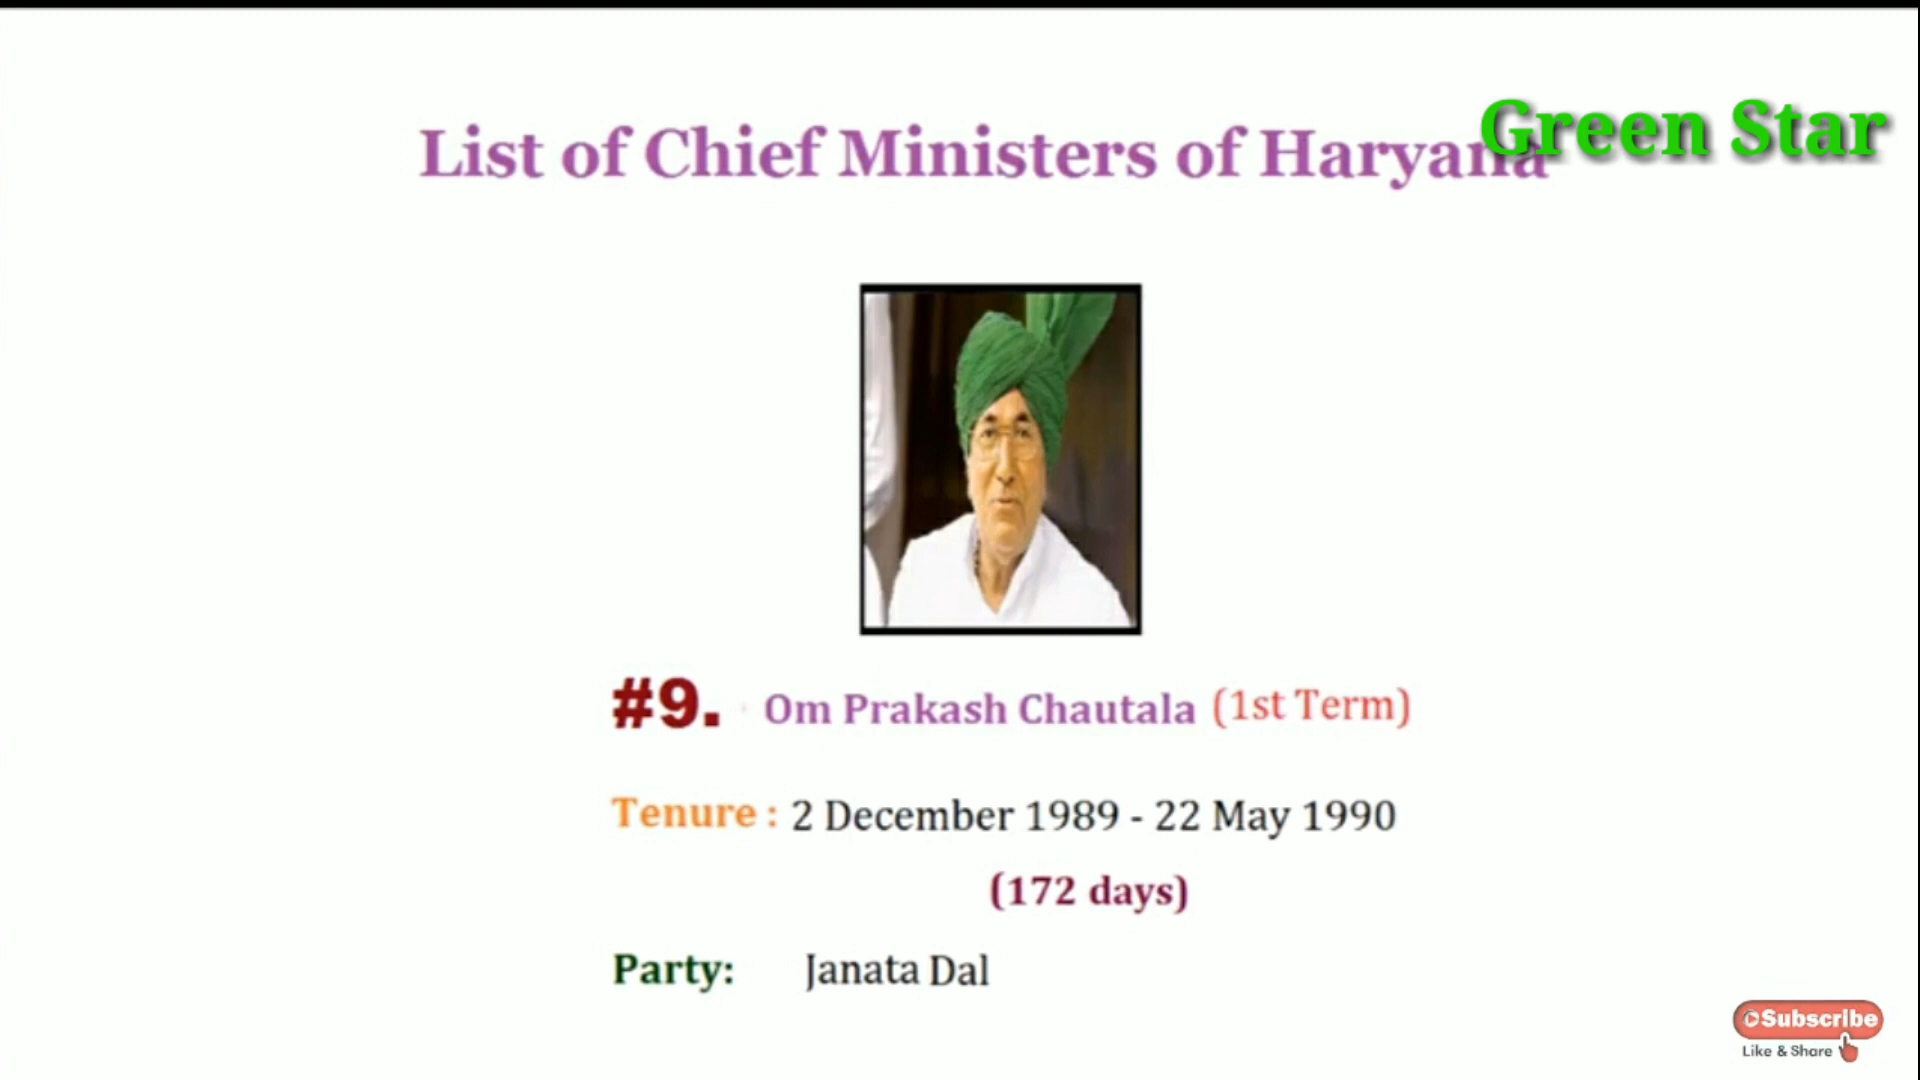 Green Star
List of Chief Ministers of Haryana
#9. Om Prakash Chautala (1st Term)
Tenure : 2 December 1989 - 22 May 1990
(172 days)
Party: Janata Dal
Subscribe
Like & Share